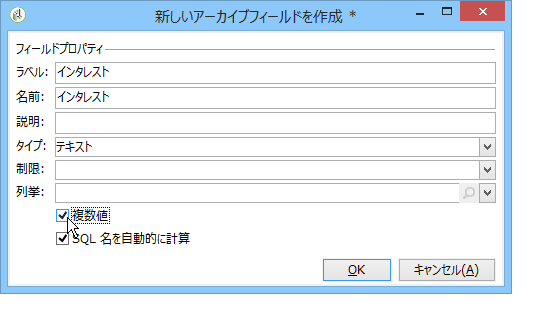 新しいアーカイブフィールドを作成 *
フィールドプロパティ
ラベル: インタレスト
名前: インタレスト
説明:
タイプ: テキスト
制限:
列挙:
複数値
SQL 名を自動的に計算
OK キャンセル(A)